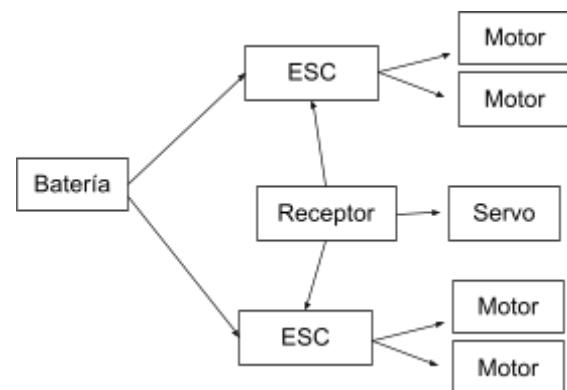 Motor
ESC
Motor
Batería
Receptor
Servo
Motor
ESC
Motor